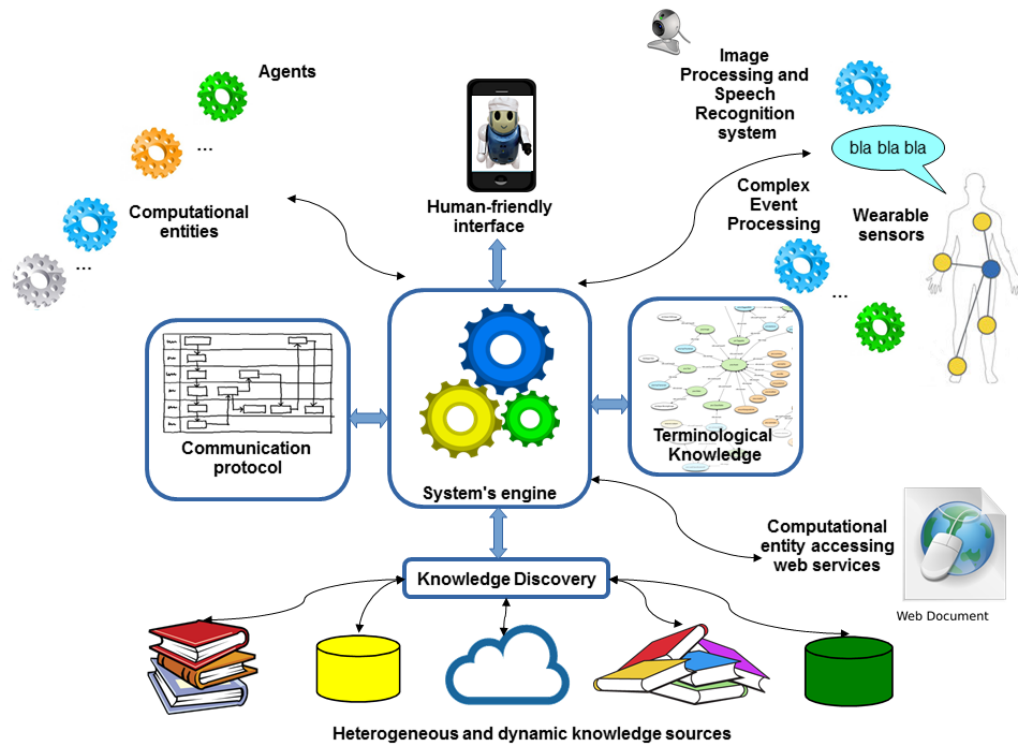 Agents
...
Computational
entities
...
Human-friendly
interface
Image
Processing and
Speech
Recognition
system
bla bla bla
Complex
Event
Processing
Wearable
sensors
...
Communication
protocol
System's engine
Terminological
Knowledge
Computational
entity accessing
web services
Web Document
Knowledge Discovery
Heterogeneous and dynamic knowledge sources